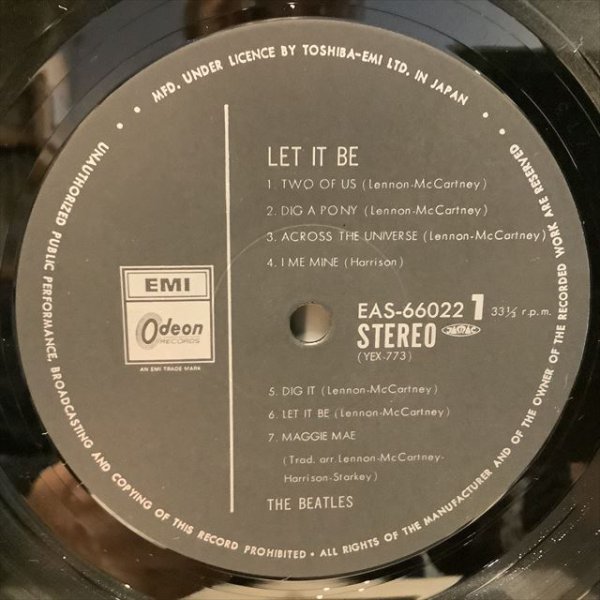 • MFD. UNDER LICENCE BY TOSHIBA-EMI LTD. IN JAPAN •
LET IT BE
1. TWO OF US (Lennon-McCartney)
2. DIG A PONY (Lennon-McCartney)
3. ACROSS THE UNIVERSE (Lennon-McCartney)
4. I ME MINE (Harrison)
EMI
Odeon
RECORDS
AN EMI TRADE MARK
EAS-66022 1 33⅓ r.p.m.
STEREO JASRAC
(YEX-773)
5. DIG IT (Lennon-McCartney)
6. LET IT BE (Lennon-McCartney)
7. MAGGIE MAE
(Trad. arr Lennon-McCartney-
Harrison-Starkey)
THE BEATLES
UNAUTHORIZED PUBLIC PERFORMANCE, BROADCASTING AND COPYING OF THIS RECORD PROHIBITED • ALL RIGHTS OF THE MANUFACTURER AND OF THE OWNER OF THE RECORDED WORK ARE RESERVED